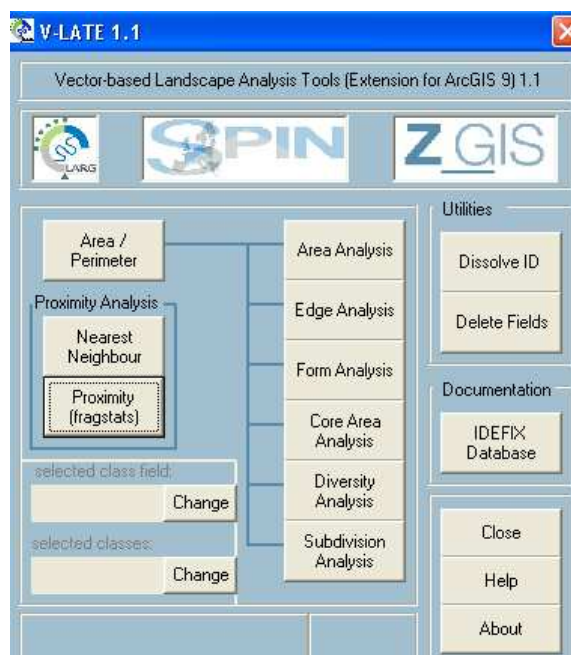 V-LATE 1.1
Vector-based Landscape Analysis Tools (Extension for ArcGIS 9) 1.1
LARG
SPIN
Z_GIS
Area /
Perimeter
Proximity Analysis
Nearest
Neighbour
Proximity
(fragstats)
selected class field:
Change
selected classes:
Change
Area Analysis
Edge Analysis
Form Analysis
Core Area
Analysis
Diversity
Analysis
Subdivision
Analysis
Utilities
Dissolve ID
Delete Fields
Documentation
IDEFIX
Database
Close
Help
About